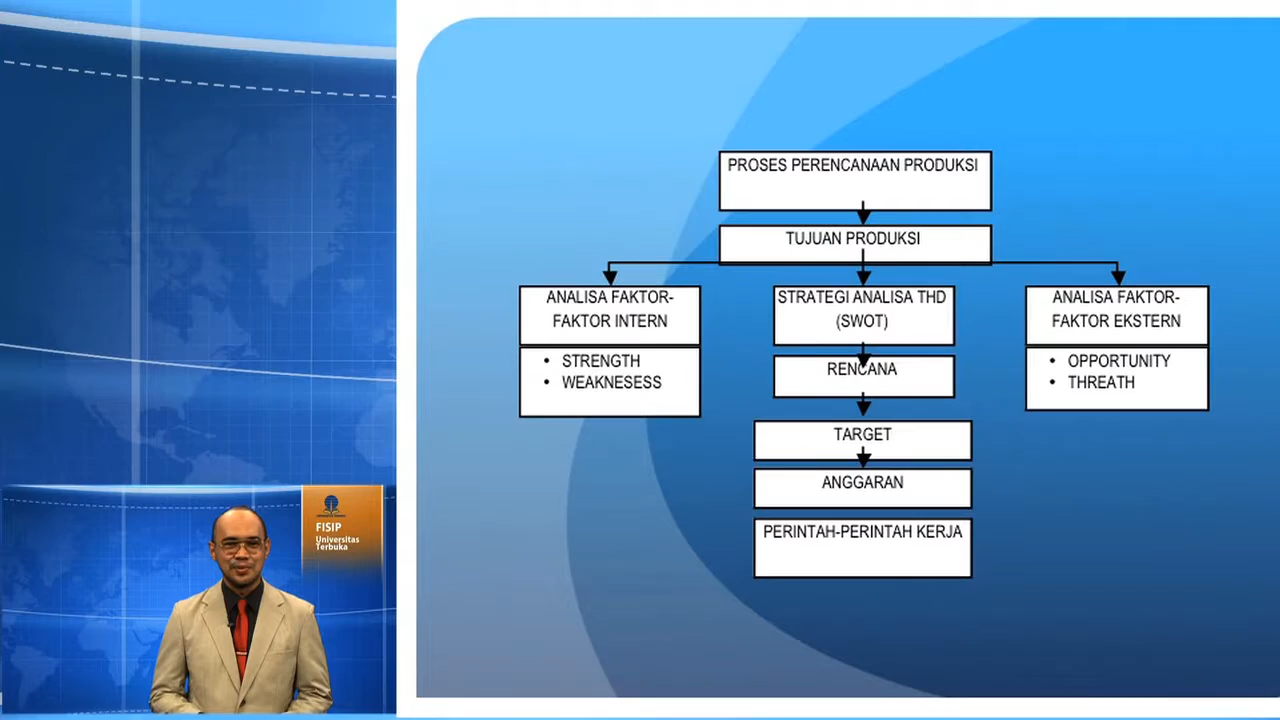 PROSES PERENCANAAN PRODUKSI
TUJUAN PRODUKSI
ANALISA FAKTOR-
FAKTOR INTERN
• STRENGTH
• WEAKNESESS
STRATEGI ANALISA THD
(SWOT)
RENCANA
TARGET
ANGGARAN
PERINTAH-PERINTAH KERJA
ANALISA FAKTOR-
FAKTOR EKSTERN
• OPPORTUNITY
• THREATH
FISIP
Universitas
Terbuka